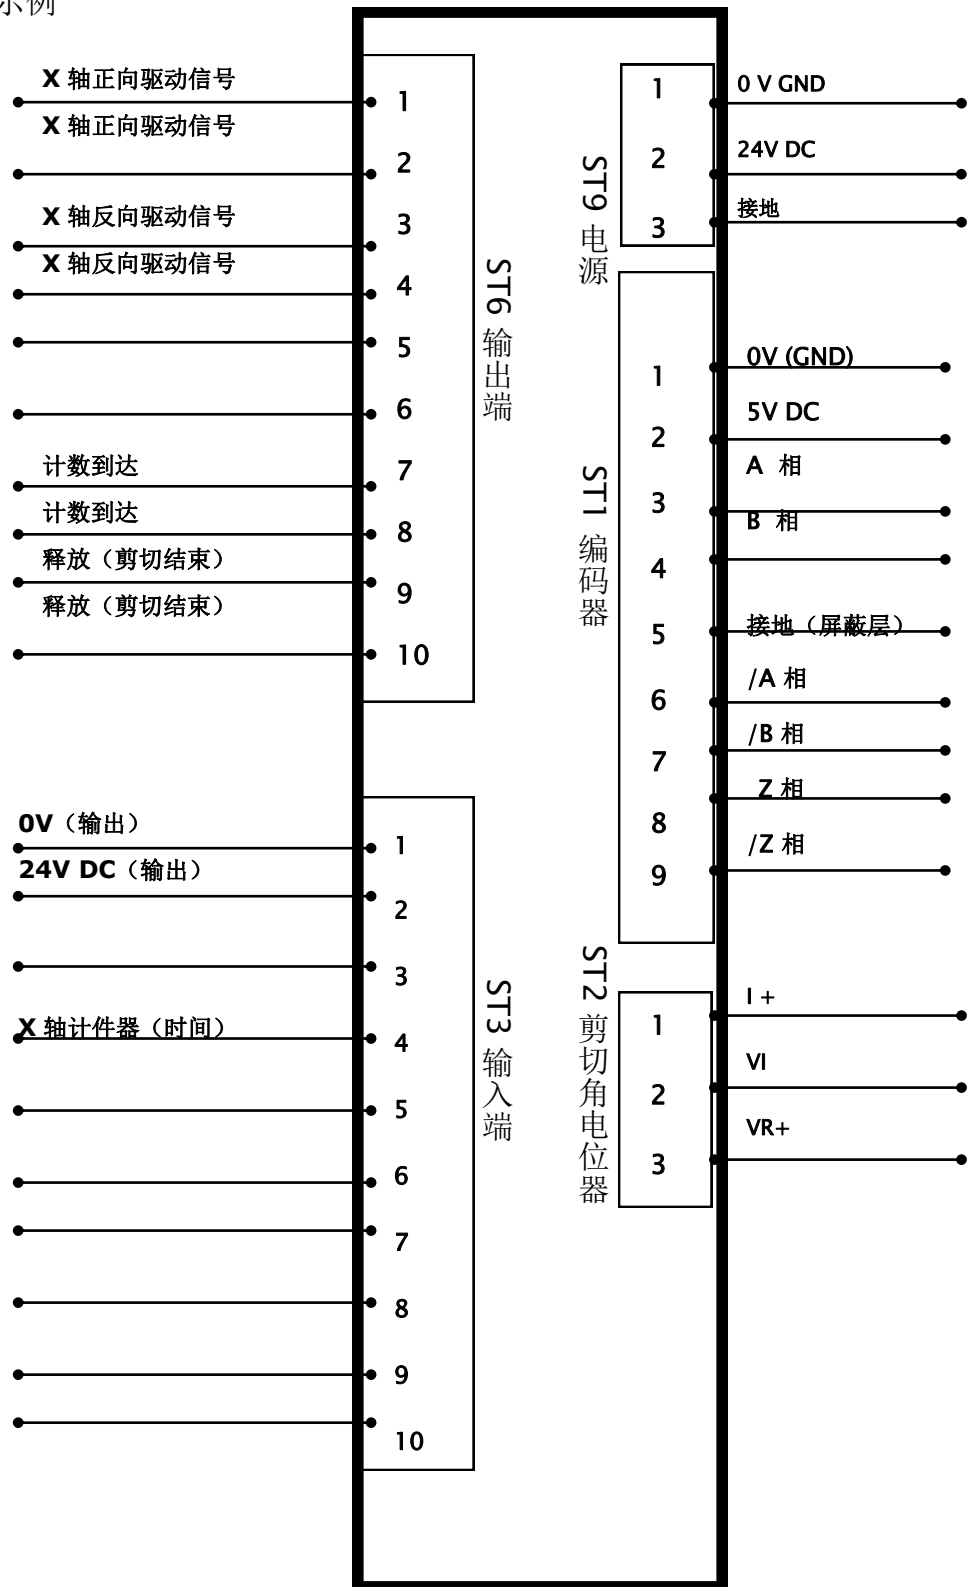 示例
X 轴正向驱动信号
X 轴正向驱动信号
X 轴反向驱动信号
X 轴反向驱动信号
计数到达
计数到达
释放（剪切结束）
释放（剪切结束）
1
2
3
4
5
6
7
8
9
10
ST6 输出端
0V（输出）
24V DC（输出）
X 轴计件器（时间）
1
2
3
4
5
6
7
8
9
10
ST3 输入端
ST9 电源
1
2
3
0 V GND
24V DC
接地
ST1 编码器
1
2
3
4
5
6
7
8
9
0V (GND)
5V DC
A 相
B 相
接地（屏蔽层）
/A 相
/B 相
Z 相
/Z 相
ST2 剪切角电位器
1
2
3
I +
VI
VR+